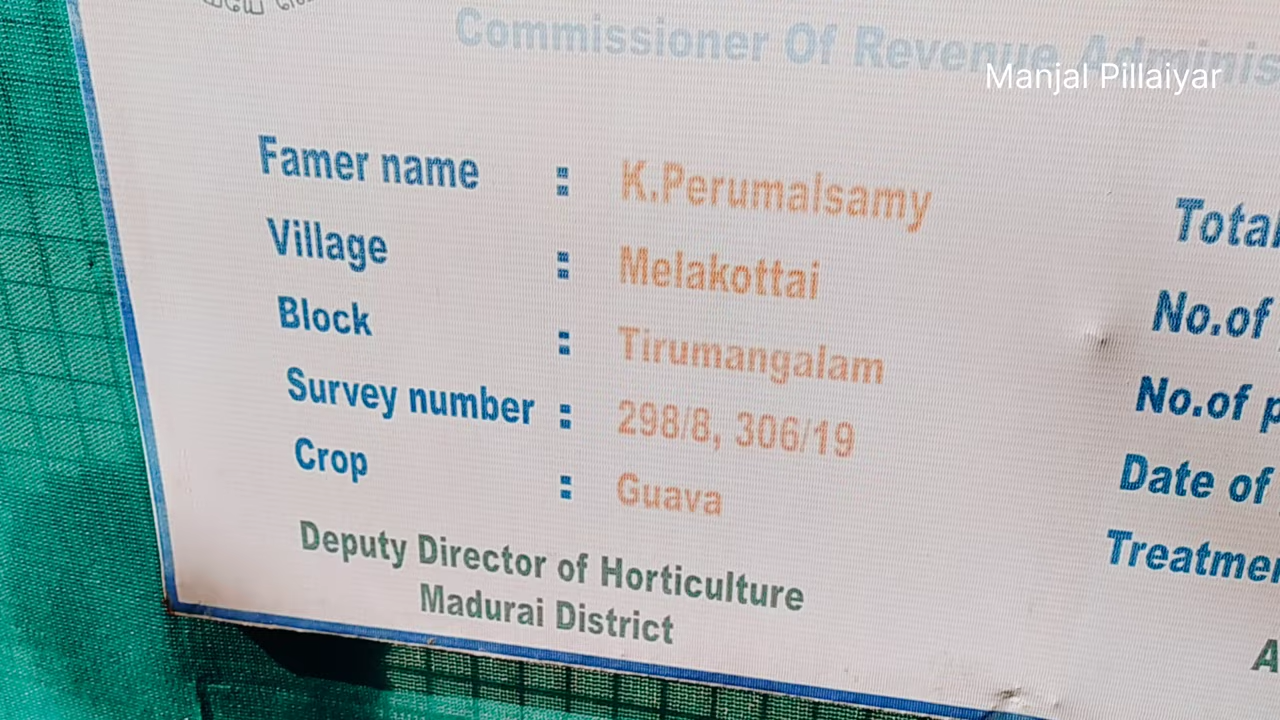 Commissioner Of Revenue
Manjal Pillaiyar
Famer name : K.Perumalsamy
Village : Melakottai
Block : Tirumangalam
Survey number : 298/8, 306/19
Crop : Guava
Deputy Director of Horticulture
Madurai District
Total
No.of
No.of
Date of